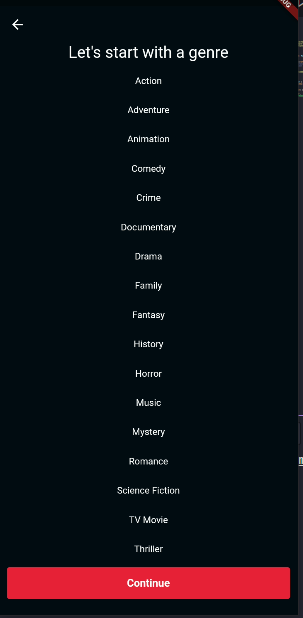 Let's start with a genre
Action
Adventure
Animation
Comedy
Crime
Documentary
Drama
Family
Fantasy
History
Horror
Music
Mystery
Romance
Science Fiction
TV Movie
Thriller
Continue